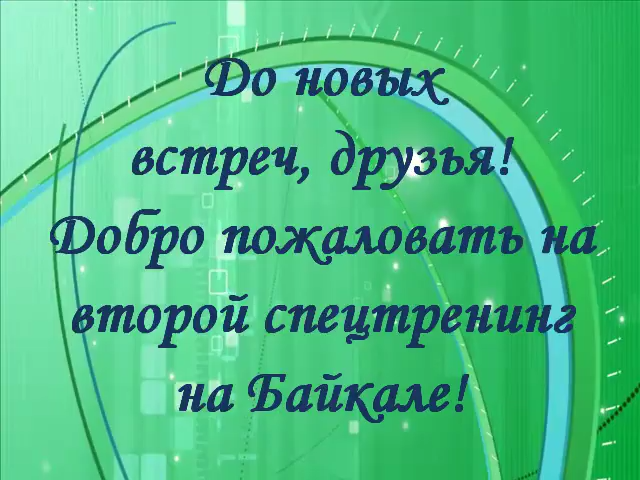 До новых
встреч, друзья!
Добро пожаловать на
второй спецтренинг
на Байкале!